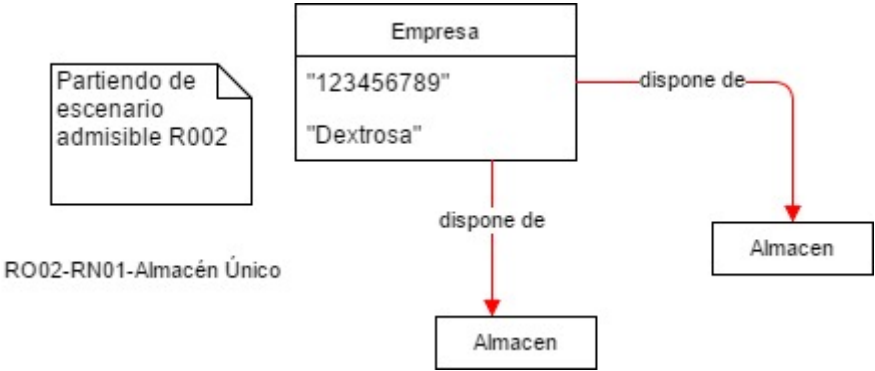 Empresa
Partiendo de
escenario
admisible R002
"123456789"
"Dextrosa"
dispone de
dispone de
Almacen
RO02-RN01-Almacén Único
Almacen